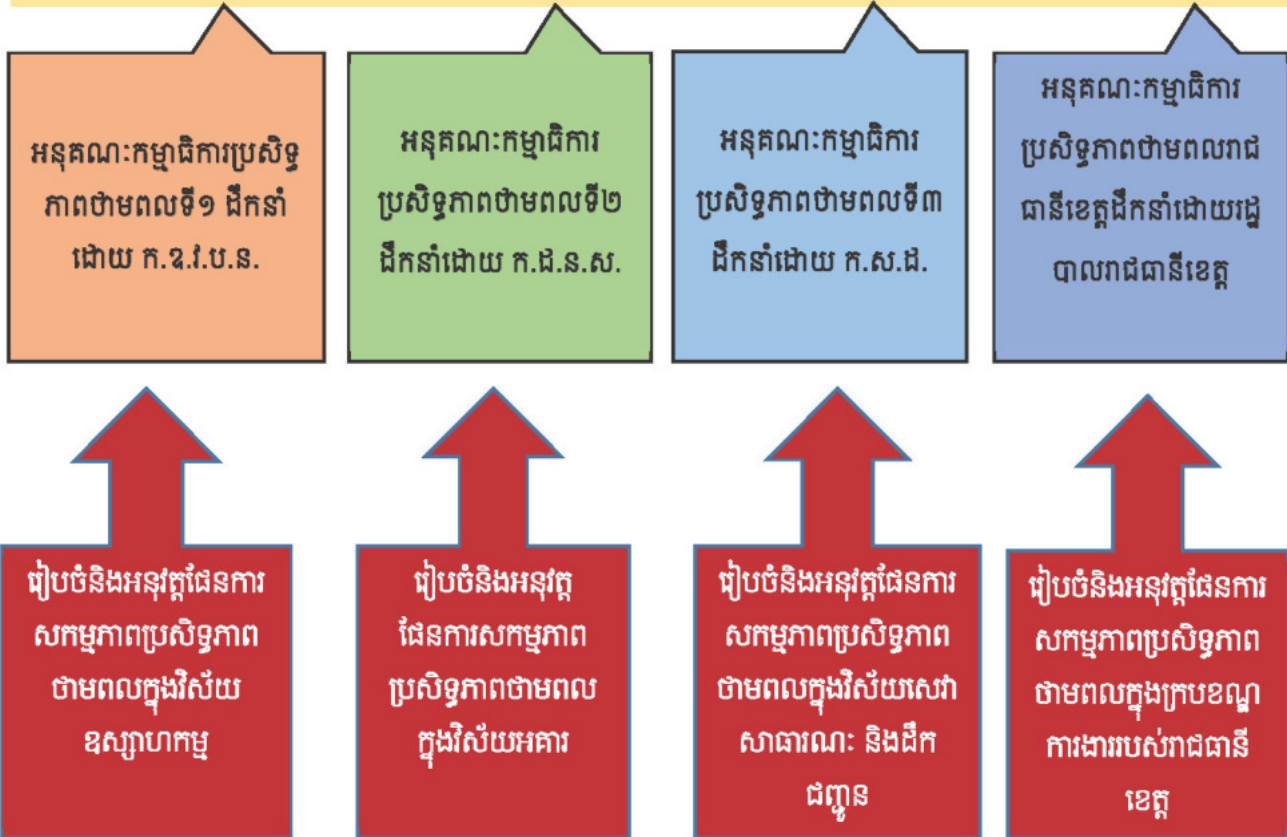 អនុគណៈកម្មាធិការប្រសិទ្ធ
ភាពថាមពលទី១ ដឹកនាំ
ដោយ ក.ឧ.វ.ប.ន.
អនុគណៈកម្មាធិការ
ប្រសិទ្ធភាពថាមពលទី២
ដឹកនាំដោយ ក.ដ.ន.ស.
អនុគណៈកម្មាធិការ
ប្រសិទ្ធភាពថាមពលទី៣
ដឹកនាំដោយ ក.ស.ដ.
អនុគណៈកម្មាធិការ
ប្រសិទ្ធភាពថាមពលរាជ
ធានីខេត្តដឹកនាំដោយរដ្ឋ
បាលរាជធានីខេត្ត
រៀបចំនិងអនុវត្តផែនការ
សកម្មភាពប្រសិទ្ធភាព
ថាមពលក្នុងវិស័យ
ឧស្សាហកម្ម
រៀបចំនិងអនុវត្ត
ផែនការសកម្មភាព
ប្រសិទ្ធភាពថាមពល
ក្នុងវិស័យអគារ
រៀបចំនិងអនុវត្តផែនការ
សកម្មភាពប្រសិទ្ធភាព
ថាមពលក្នុងវិស័យសេវា
សាធារណៈ និងដឹក
ជញ្ជូន
រៀបចំនិងអនុវត្តផែនការ
សកម្មភាពប្រសិទ្ធភាព
ថាមពលក្នុងក្របខណ្ឌ
ការងាររបស់រាជធានី
ខេត្ត